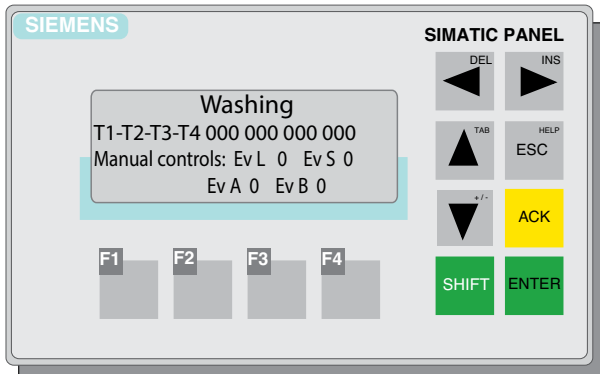 SIEMENS
SIMATIC PANEL
DEL
INS
Washing
T1-T2-T3-T4 000 000 000 000
Manual controls: Ev L 0 Ev S 0
Ev A 0 Ev B 0
TAB
HELP
ESC
+ / -
ACK
F1
F2
F3
F4
SHIFT
ENTER